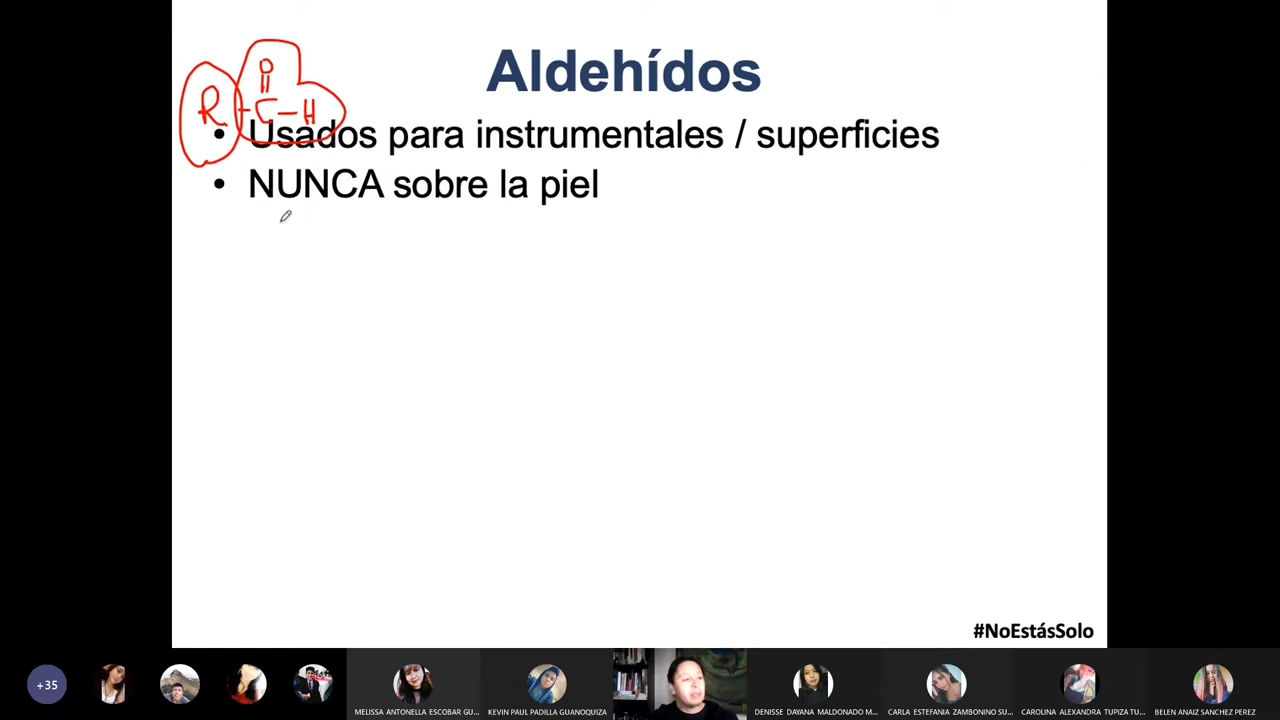 Aldehídos
O
R - C - H
• Usados para instrumentales / superficies
• NUNCA sobre la piel
#NoEstásSolo
+35
MELISSA ANTONELLA ESCOBAR GU...
KEVIN PAUL PADILLA GUANOQUIZA
DENISSE DAYANA MALDONADO M...
CARLA ESTEFANIA ZAMBONINO SU...
CAROLINA ALEXANDRA TUPIZA TU...
BELEN ANAIZ SANCHEZ PEREZ